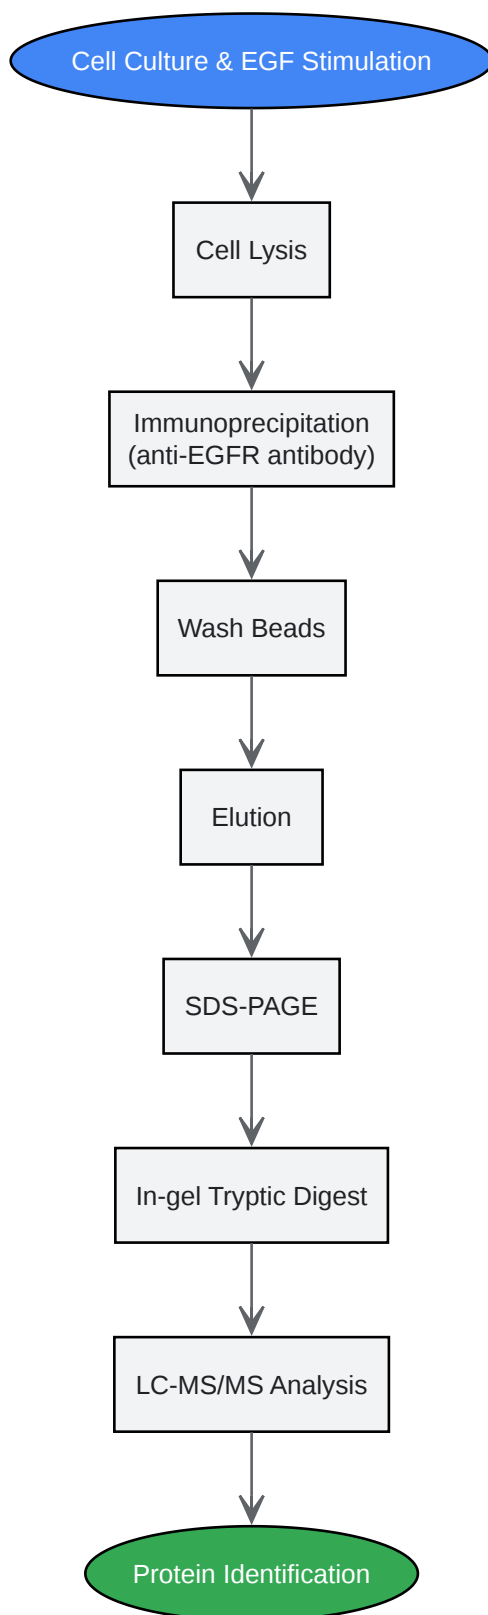 Cell Culture & EGF Stimulation
Cell Lysis
Immunoprecipitation
(anti-EGFR antibody)
Wash Beads
Elution
SDS-PAGE
In-gel Tryptic Digest
LC-MS/MS Analysis
Protein Identification